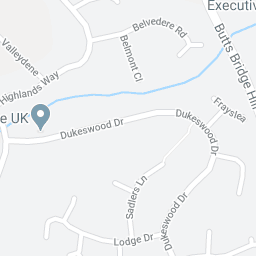 Executiv
Belvedere Rd
Valleydene
Belmont Cl
Butts Bridge Hill
Highlands Way
Frayslea
e UK
Dukeswood Dr
Dukeswood Dr
Sadlers Ln
Dukeswood Dr
Lodge Dr